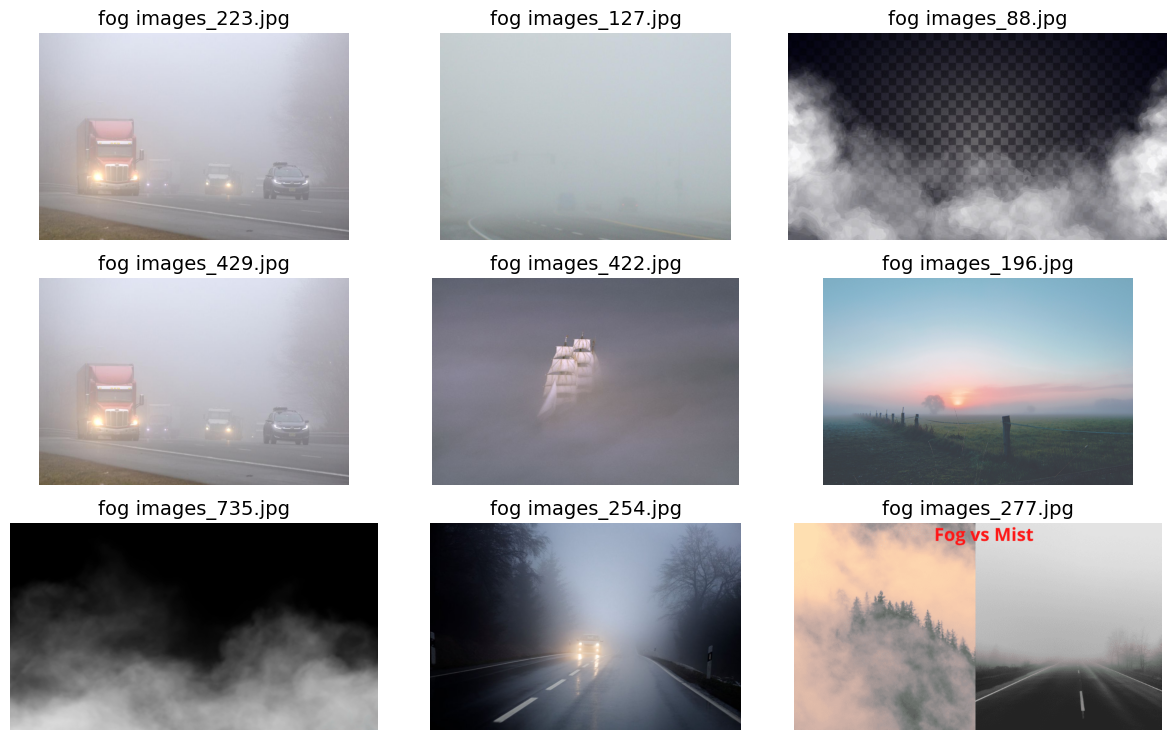 fog images_223.jpg
fog images_127.jpg
fog images_88.jpg
fog images_429.jpg
fog images_422.jpg
fog images_196.jpg
fog images_735.jpg
fog images_254.jpg
fog images_277.jpg
Fog vs Mist